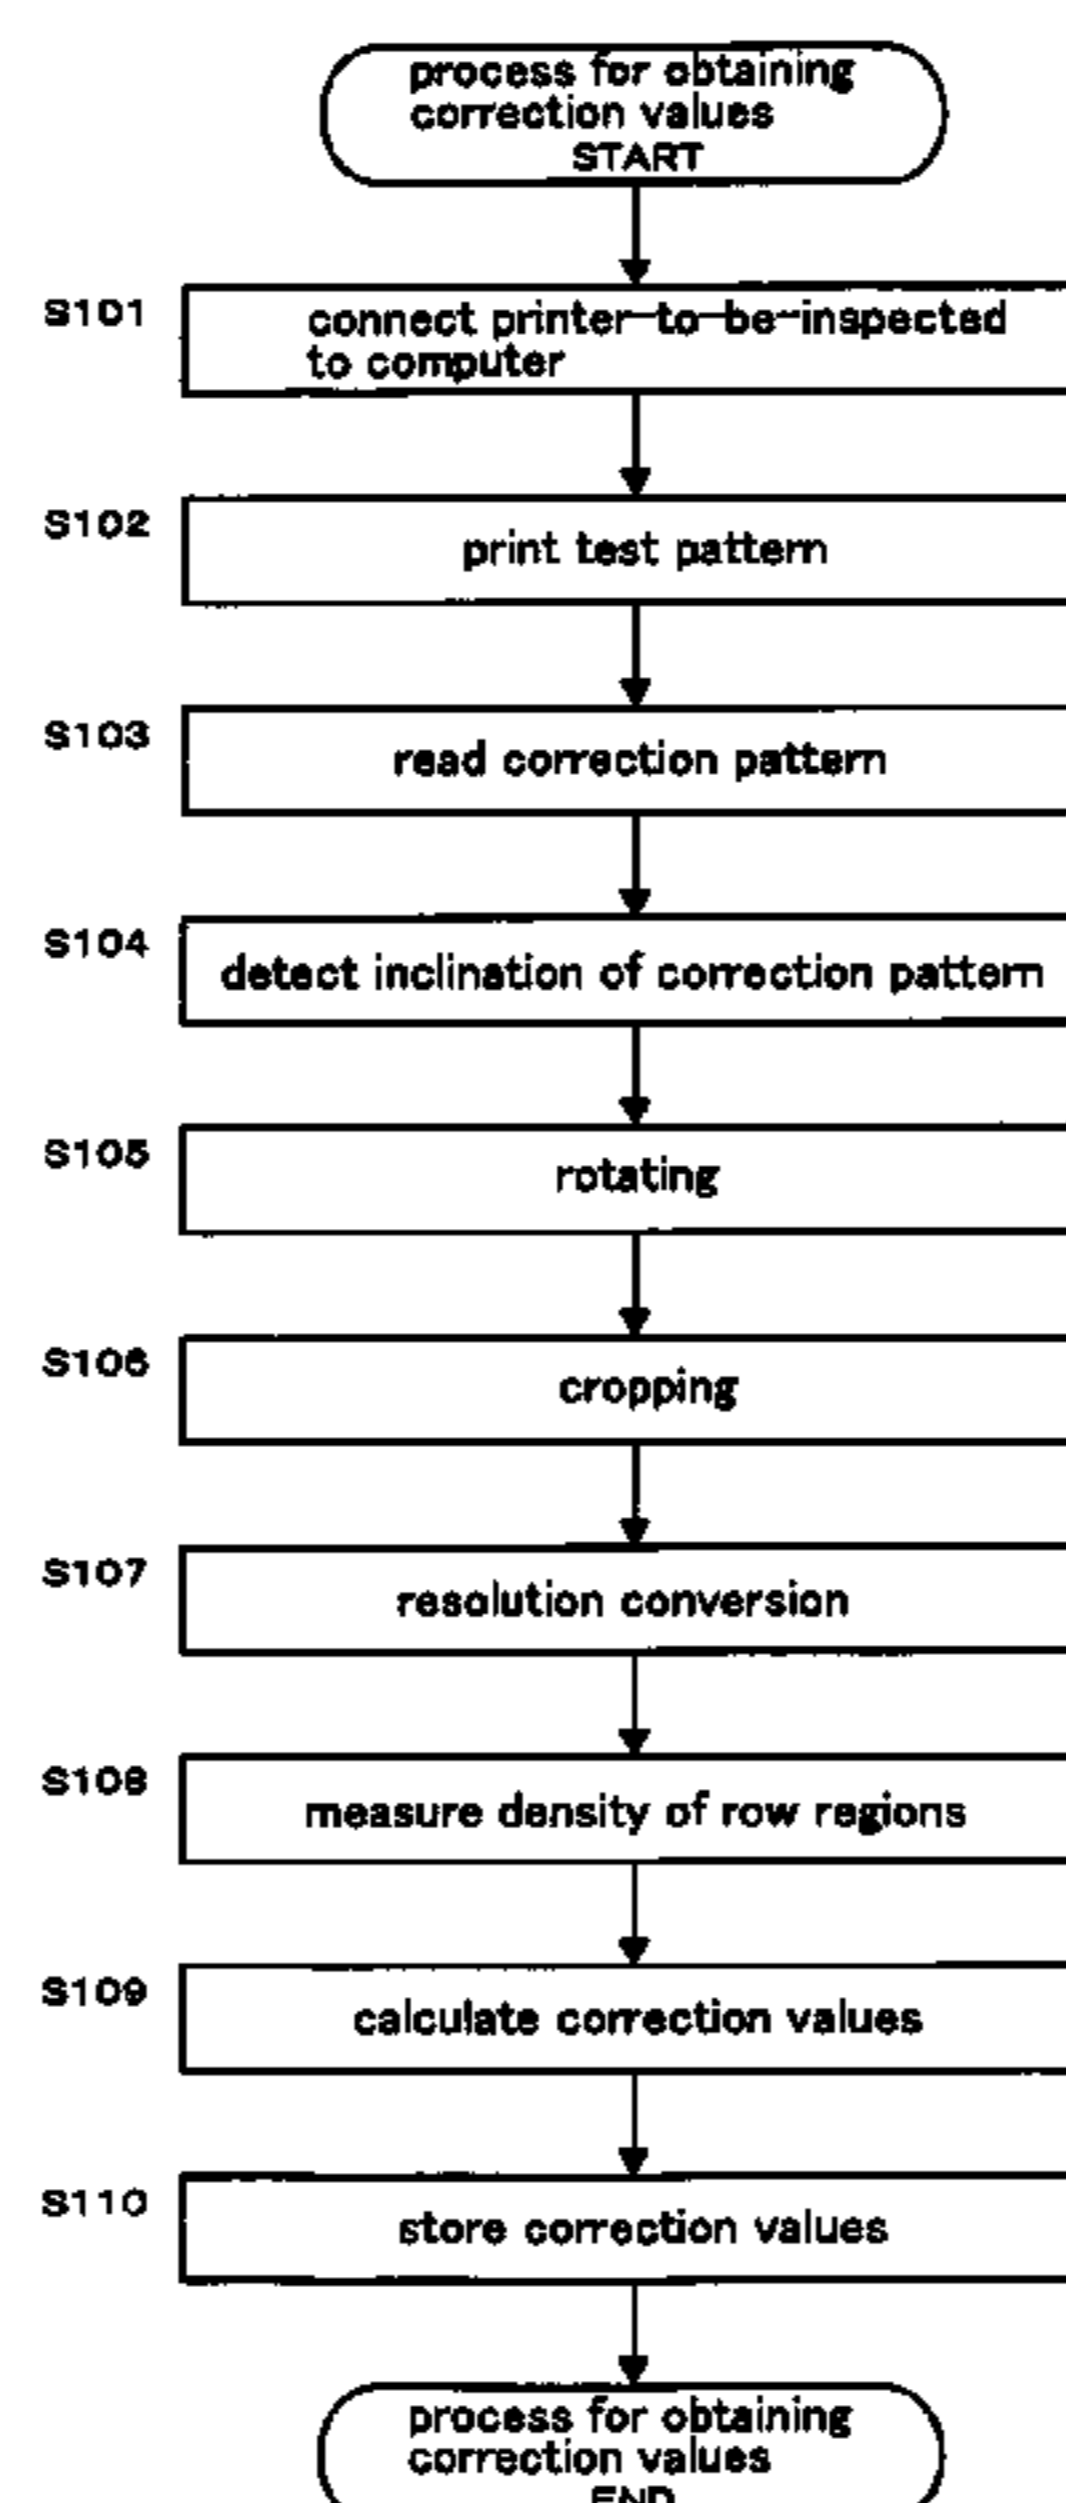 process for obtaining
correction values
START
S101
connect printer-to-be-inspected
to computer
S102
print test pattern
S103
read correction pattern
S104
detect inclination of correction pattern
S105
rotating
S106
cropping
S107
resolution conversion
S108
measure density of row regions
S109
calculate correction values
S110
store correction values
process for obtaining
correction values
END